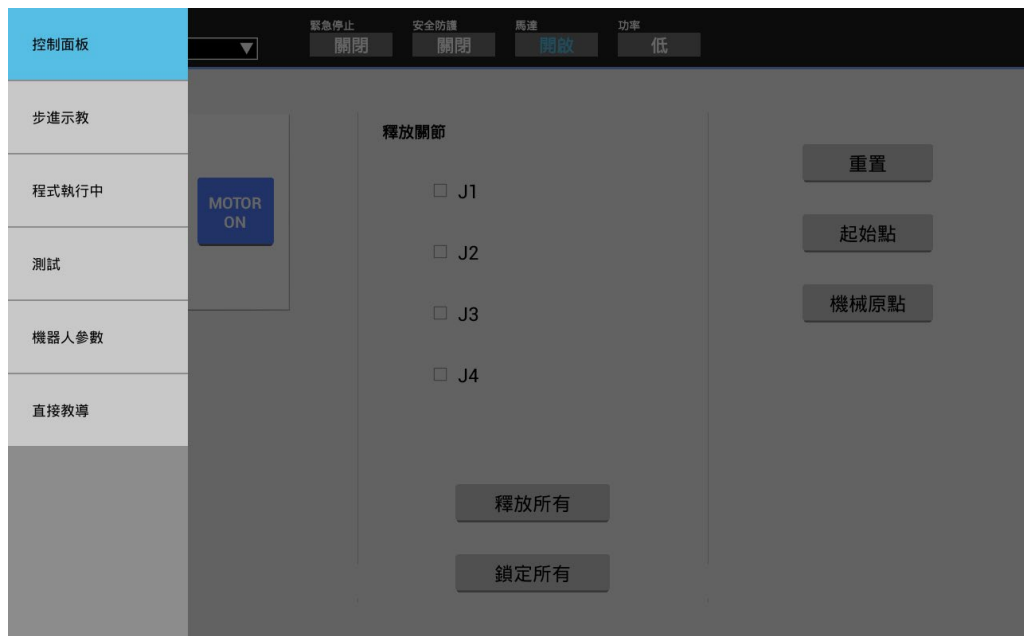 控制面板
步進示教
程式執行中
測試
機器人參數
直接教導
緊急停止
關閉
安全防護
關閉
馬達
開啟
功率
低
MOTOR
ON
釋放關節
J1
J2
J3
J4
釋放所有
鎖定所有
重置
起始點
機械原點